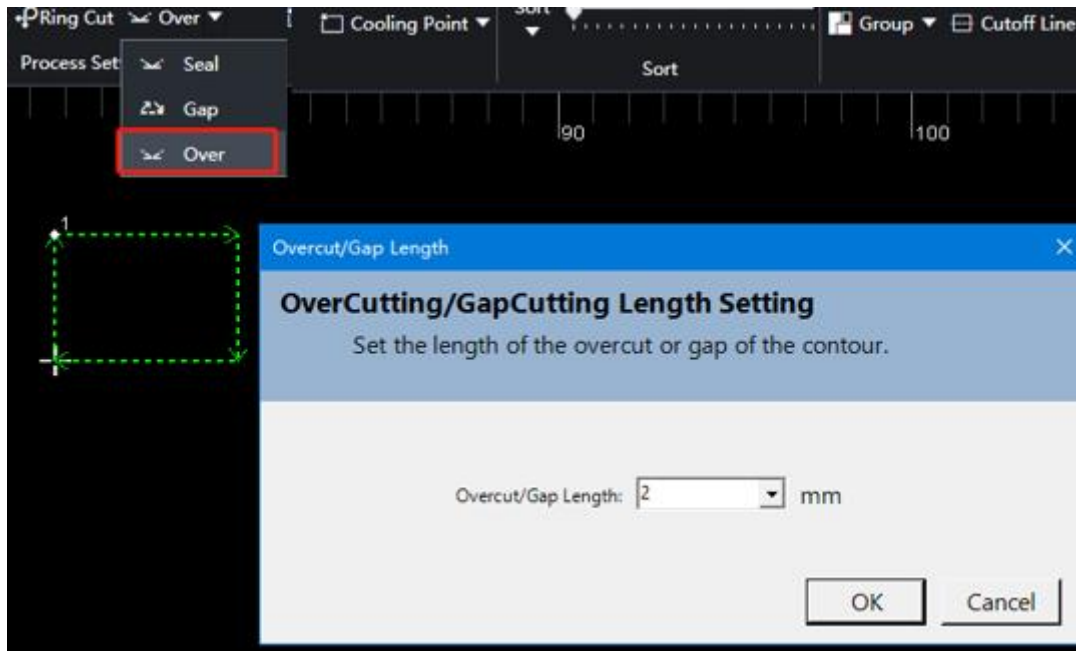 Ring Cut Over
Cooling Point
Sort
Group Cutoff Line
Process Set
Sort
Seal
Gap
Over
90
100
1
Overcut/Gap Length
OverCutting/GapCutting Length Setting
Set the length of the overcut or gap of the contour.
Overcut/Gap Length: 2 mm
OK Cancel